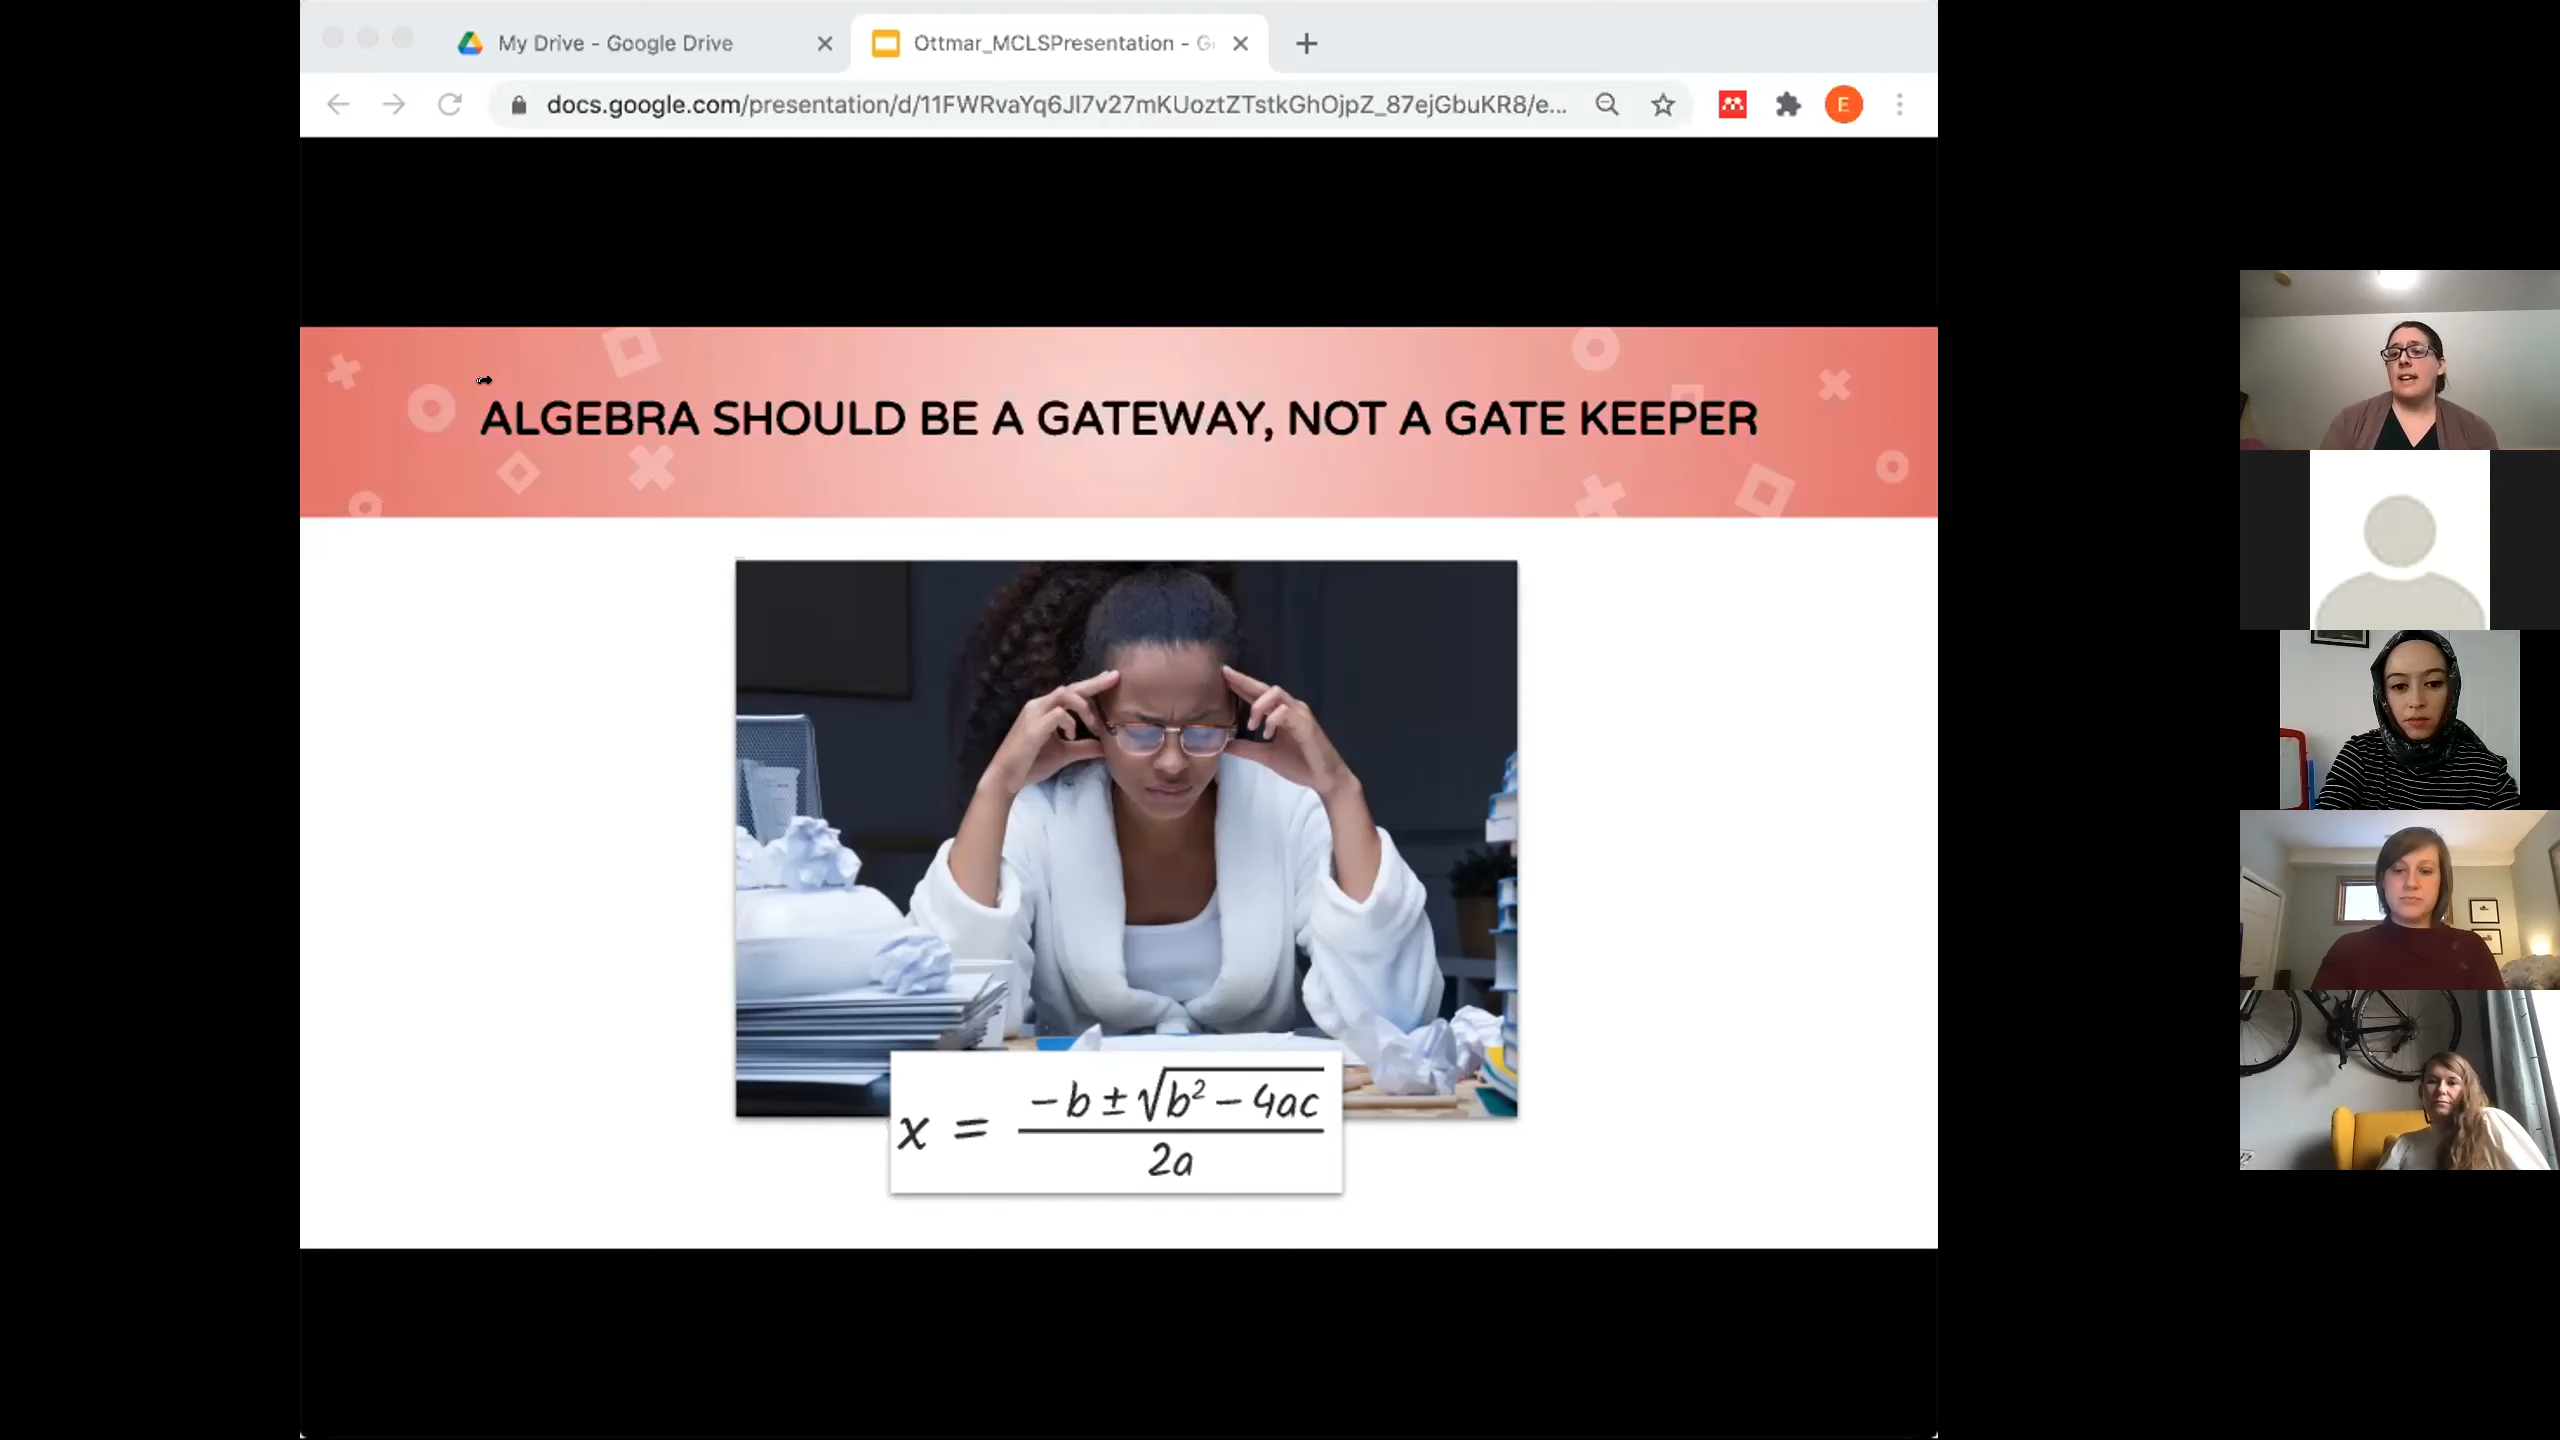 My Drive - Google Drive
Ottmar_MCLSPresentation - G
docs.google.com/presentation/d/11FWRvaYq6Jl7v27mKUoztZTstkGhOjpZ_87ejGbuKR8/e...
E
ALGEBRA SHOULD BE A GATEWAY, NOT A GATE KEEPER
x = −b ± √b² − 4ac
2a